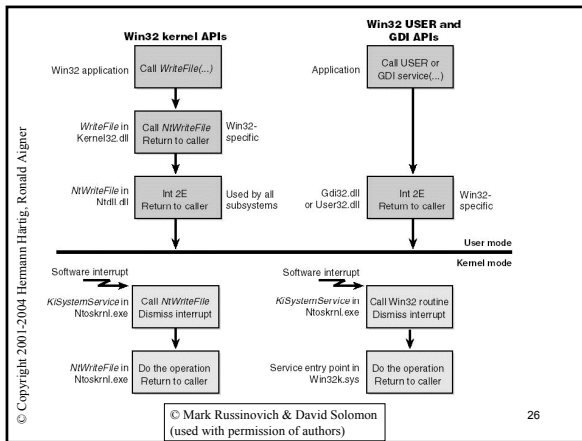 Win32 kernel APIs
Win32 application
Call WriteFile(...)
WriteFile in
Kernel32.dll
Call NtWriteFile
Return to caller
Win32-
specific
NtWriteFile in
Ntdll.dll
Int 2E
Return to caller
Used by all
subsystems
Win32 USER and
GDI APIs
Application
Call USER or
GDI service(...)
Gdi32.dll
or User32.dll
Int 2E
Return to caller
Win32-
specific
User mode
Kernel mode
Software interrupt
KiSystemService in
Ntoskrnl.exe
Call NtWriteFile
Dismiss interrupt
NtWriteFile in
Ntoskrnl.exe
Do the operation
Return to caller
Software interrupt
KiSystemService in
Ntoskrnl.exe
Call Win32 routine
Dismiss interrupt
Service entry point in
Win32k.sys
Do the operation
Return to caller
© Copyright 2001-2004 Hermann Härtig, Ronald Aigner
© Mark Russinovich & David Solomon
(used with permission of authors)
26